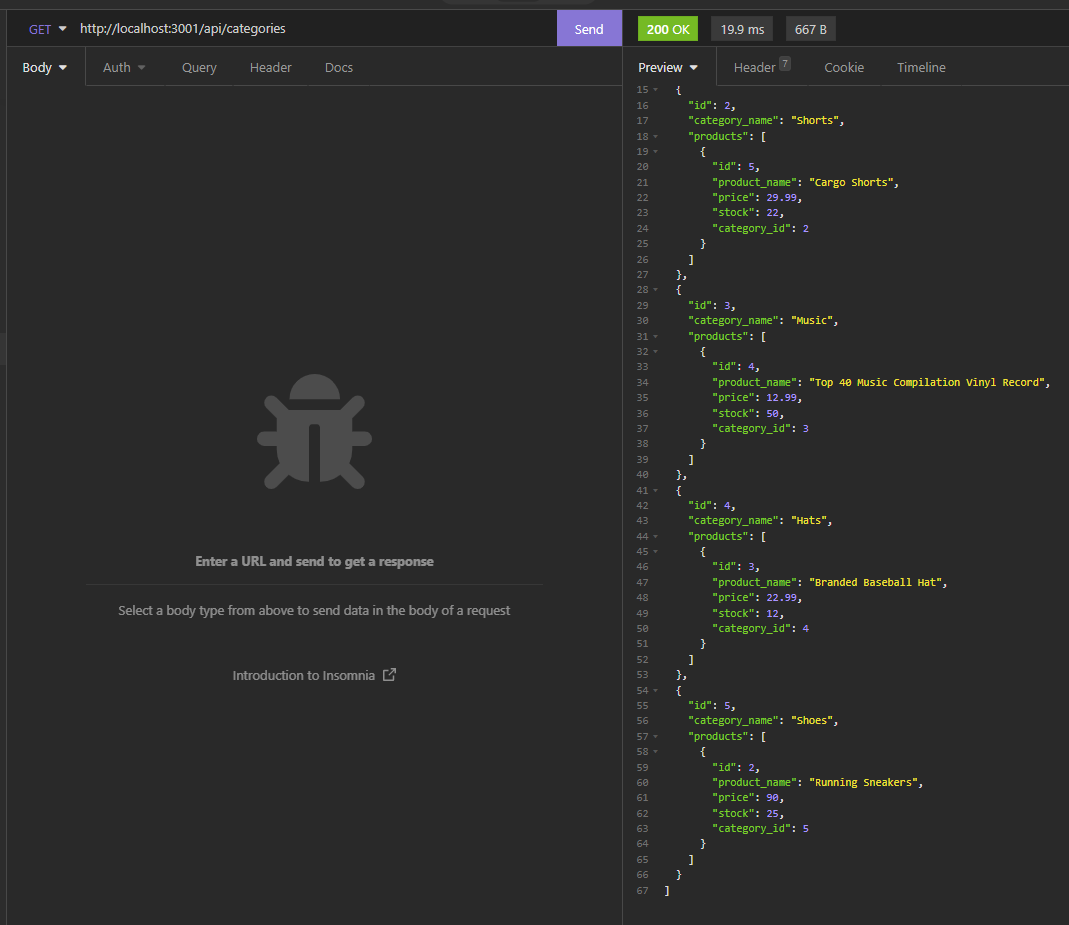 GET http://localhost:3001/api/categories Send 200 OK 19.9 ms 667 B
Body Auth Query Header Docs
Preview Header 7 Cookie Timeline
Enter a URL and send to get a response
Select a body type from above to send data in the body of a request
Introduction to Insomnia
15 {
16 "id": 2,
17 "category_name": "Shorts",
18 "products": [
19 {
20 "id": 5,
21 "product_name": "Cargo Shorts",
22 "price": 29.99,
23 "stock": 22,
24 "category_id": 2
25 }
26 ]
27 },
28 {
29 "id": 3,
30 "category_name": "Music",
31 "products": [
32 {
33 "id": 4,
34 "product_name": "Top 40 Music Compilation Vinyl Record",
35 "price": 12.99,
36 "stock": 50,
37 "category_id": 3
38 }
39 ]
40 },
41 {
42 "id": 4,
43 "category_name": "Hats",
44 "products": [
45 {
46 "id": 3,
47 "product_name": "Branded Baseball Hat",
48 "price": 22.99,
49 "stock": 12,
50 "category_id": 4
51 }
52 ]
53 },
54 {
55 "id": 5,
56 "category_name": "Shoes",
57 "products": [
58 {
59 "id": 2,
60 "product_name": "Running Sneakers",
61 "price": 90,
62 "stock": 25,
63 "category_id": 5
64 }
65 ]
66 }
67 ]